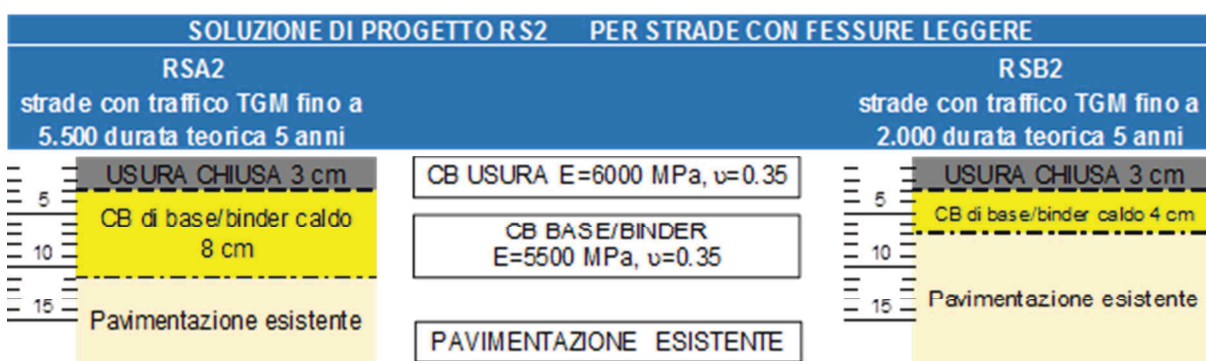 SOLUZIONE DI PROGETTO RS2 PER STRADE CON FESSURE LEGGERE
RSA2
strade con traffico TGM fino a
5.500 durata teorica 5 anni
RSB2
strade con traffico TGM fino a
2.000 durata teorica 5 anni
5
10
15
USURA CHIUSA 3 cm
CB di base/binder caldo
8 cm
Pavimentazione esistente
CB USURA E=6000 MPa, υ=0.35
CB BASE/BINDER
E=5500 MPa, υ=0.35
PAVIMENTAZIONE ESISTENTE
5
10
15
USURA CHIUSA 3 cm
CB di base/binder caldo 4 cm
Pavimentazione esistente